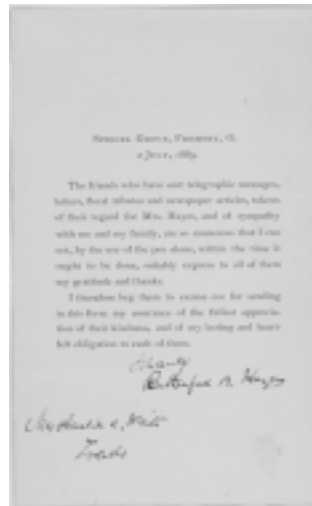 Spiegel Grove, Fremont, O.
2 July, 1889.
The friends who have sent telegraphic messages,
letters, floral tributes and newspaper articles, tokens
of their regard for Mrs. Hayes, and of sympathy
with me and my family, are so numerous that I can
not, by the use of the pen alone, within the time it
ought to be done, suitably express to all of them
my gratitude and thanks.
I therefore beg them to excuse me for sending
in this form my assurance of the fullest apprecia-
tion of their kindness, and of my lasting and heart-
felt obligation to each of them.
Rutherford B. Hayes